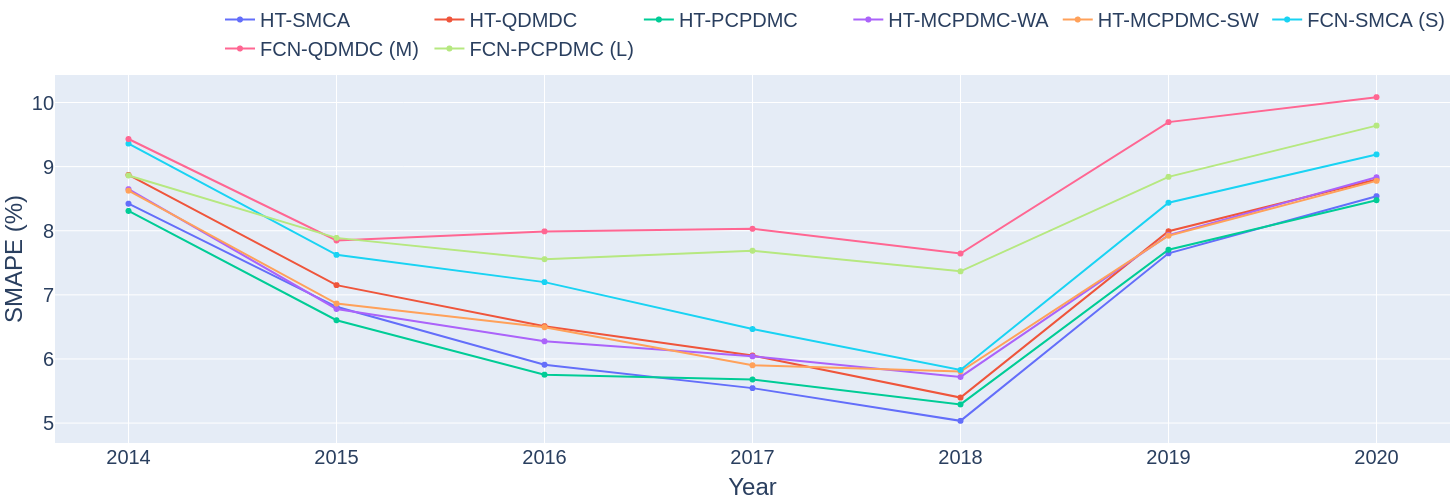 HT-SMCA HT-QDMDC HT-PCPDMC HT-MCPDMC-WA HT-MCPDMC-SW FCN-SMCA (S)
FCN-QDMDC (M) FCN-PCPDMC (L)
10
9
8
7
6
5
SMAPE (%)
2014 2015 2016 2017 2018 2019 2020
Year